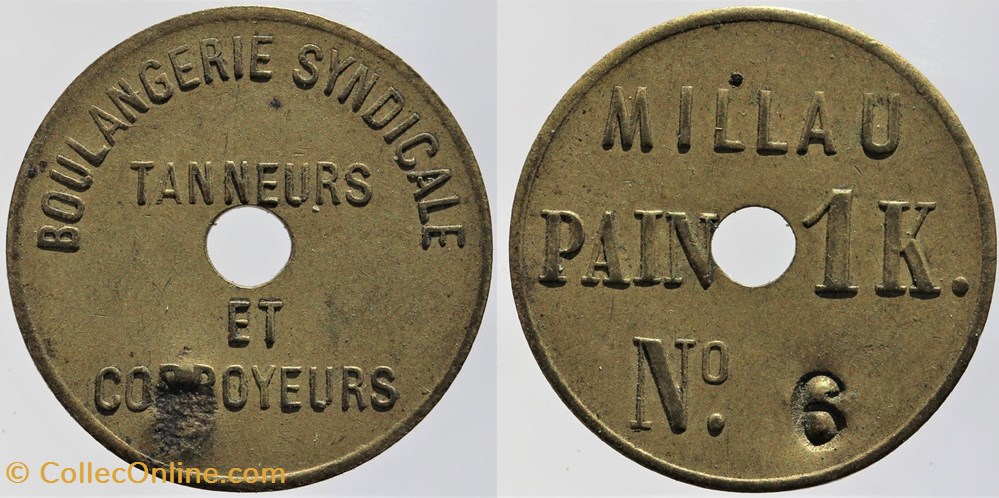 BOULANGERIE SYNDICALE
TANNEURS
ET
CORROYEURS
MILLAU
PAIN 1K.
No. 6
© CollecOnline.com